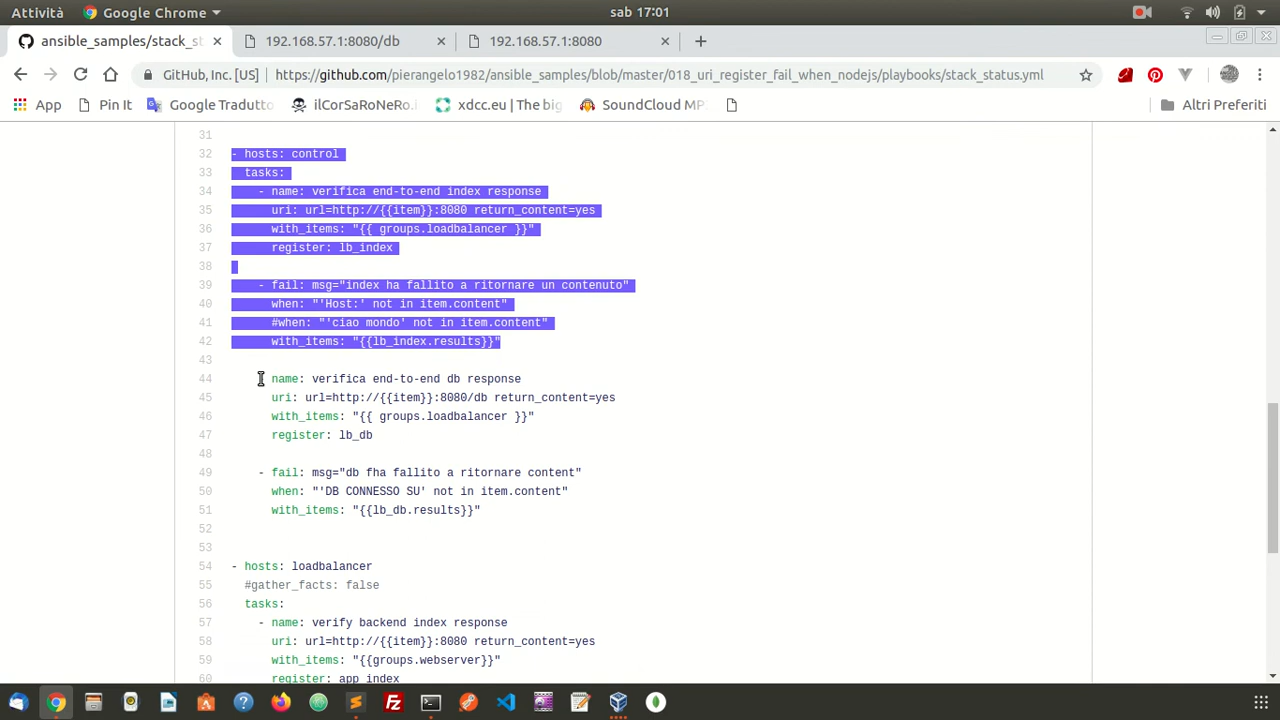 Attività
Google Chrome
sab 17:01
ansible_samples/stack_st
192.168.57.1:8080/db
192.168.57.1:8080
GitHub, Inc. [US]
https://github.com/pierangelo1982/ansible_samples/blob/master/018_uri_register_fail_when_nodejs/playbooks/stack_status.yml
App
Pin It
Google Tradutto
ilCorSaRoNeRo.i
xdcc.eu | The big
SoundCloud MP3
Altri Preferiti
31
32 - hosts: control
33 tasks:
34 - name: verifica end-to-end index response
35 uri: url=http://{{item}}:8080 return_content=yes
36 with_items: "{{ groups.loadbalancer }}"
37 register: lb_index
38
39 - fail: msg="index ha fallito a ritornare un contenuto"
40 when: "'Host:' not in item.content"
41 #when: "'ciao mondo' not in item.content"
42 with_items: "{{lb_index.results}}"
43
44 name: verifica end-to-end db response
45 uri: url=http://{{item}}:8080/db return_content=yes
46 with_items: "{{ groups.loadbalancer }}"
47 register: lb_db
48
49 - fail: msg="db fha fallito a ritornare content"
50 when: "'DB CONNESSO SU' not in item.content"
51 with_items: "{{lb_db.results}}"
52
53
54 - hosts: loadbalancer
55 #gather_facts: false
56 tasks:
57 - name: verify backend index response
58 uri: url=http://{{item}}:8080 return_content=yes
59 with_items: "{{groups.webserver}}"
60 register: app_index